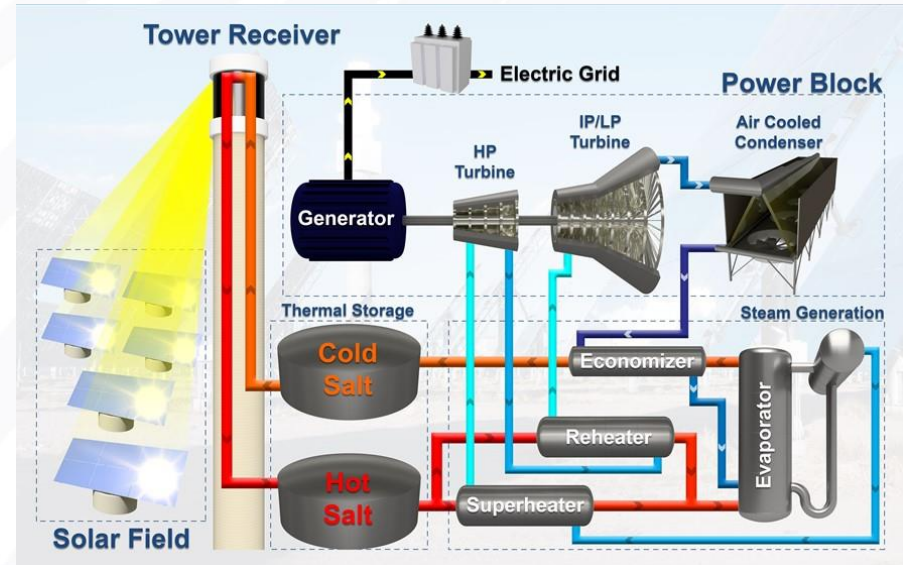 Tower Receiver
Electric Grid
Power Block
HP
Turbine
IP/LP
Turbine
Air Cooled
Condenser
Generator
Thermal Storage
Steam Generation
Cold
Salt
Economizer
Reheater
Evaporator
Hot
Salt
Superheater
Solar Field